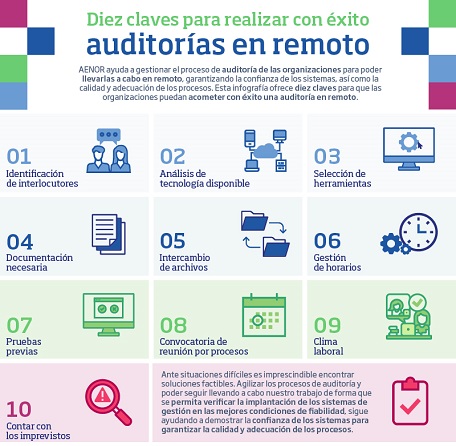 Diez claves para realizar con éxito
auditorías en remoto
AENOR ayuda a gestionar el proceso de auditoría de las organizaciones para poder
llevarlas a cabo en remoto, garantizando la confianza de los sistemas, así como la
calidad y adecuación de los procesos. Esta infografía ofrece diez claves para que las
organizaciones puedan acometer con éxito una auditoría en remoto.
01
Identificación
de interlocutores
02
Análisis de
tecnología disponible
03
Selección de
herramientas
04
Documentación
necesaria
05
Intercambio
de archivos
06
Gestión
de horarios
07
Pruebas
previas
08
Convocatoria de
reunión por procesos
09
Clima
laboral
10
Contar con
los imprevistos
Ante situaciones difíciles es imprescindible encontrar
soluciones factibles. Agilizar los procesos de auditoría y
poder seguir llevando a cabo nuestro trabajo de forma que
se permita verificar la implantación de los sistemas de
gestión en las mejores condiciones de fiabilidad, sigue
ayudando a demostrar la confianza de los sistemas para
garantizar la calidad y adecuación de los procesos.